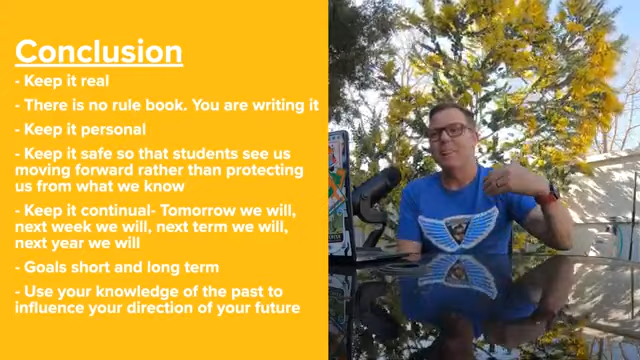 Conclusion
- Keep it real
- There is no rule book. You are writing it
- Keep it personal
- Keep it safe so that students see us
moving forward rather than protecting
us from what we know
- Keep it continual- Tomorrow we will,
next week we will, next term we will,
next year we will
- Goals short and long term
- Use your knowledge of the past to
influence your direction of your future